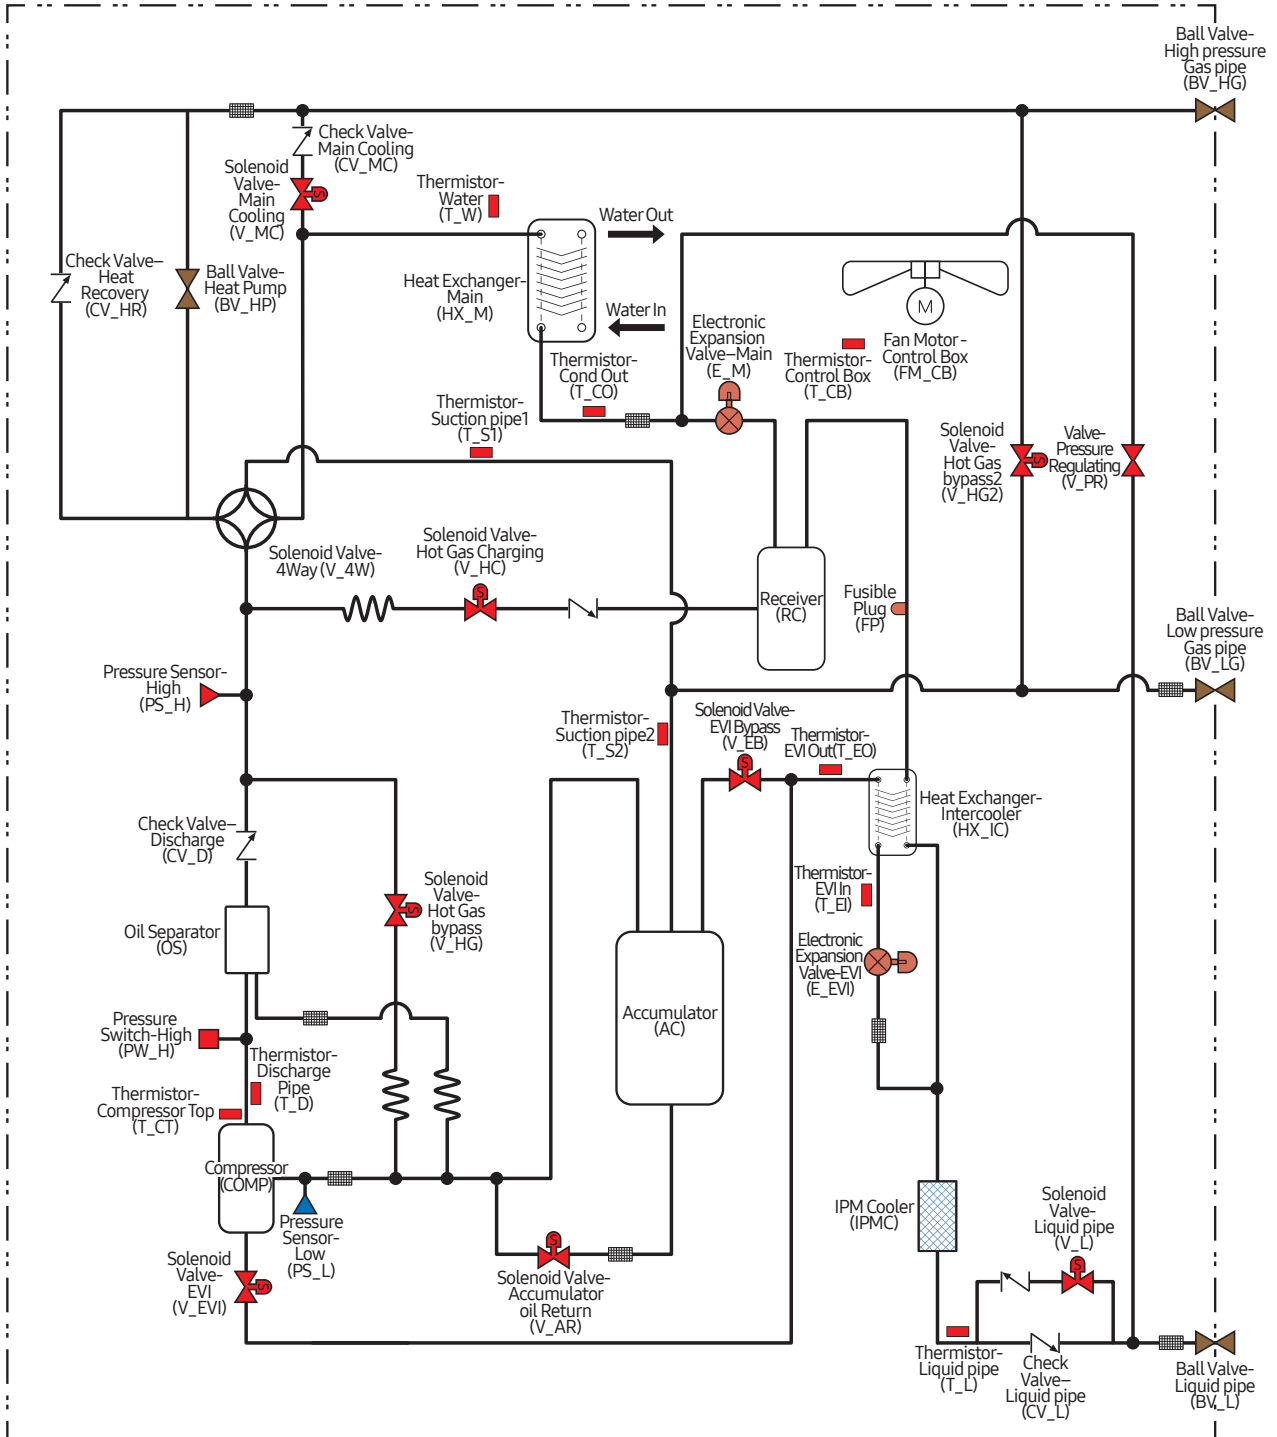 Ball Valve-
High pressure
Gas pipe
(BV_HG)
Check Valve-
Main Cooling
(CV_MC)
Solenoid
Valve-
Main
Cooling
(V_MC)
Thermistor-
Water
(T_W)
Water Out
Check Valve–
Heat
Recovery
(CV_HR)
Ball Valve-
Heat Pump
(BV_HP)
Heat Exchanger-
Main
(HX_M)
Water In
M
Electronic
Expansion
Valve–Main
(E_M)
Thermistor-
Control Box
(T_CB)
Fan Motor-
Control Box
(FM_CB)
Thermistor-
Cond Out
(T_CO)
Thermistor-
Suction pipe1
(T_S1)
Solenoid
Valve-
Hot Gas
bypass2
(V_HG2)
Valve-
Pressure
Regulating
(V_PR)
Solenoid Valve-
4Way (V_4W)
Solenoid Valve-
Hot Gas Charging
(V_HC)
Receiver
(RC)
Fusible
Plug
(FP)
Ball Valve-
Low pressure
Gas pipe
(BV_LG)
Pressure Sensor-
High
(PS_H)
Thermistor-
Suction pipe2
(T_S2)
Solenoid Valve-
EVI Bypass
(V_EB)
Thermistor-
EVI Out(T_EO)
Heat Exchanger-
Intercooler
(HX_IC)
Check Valve–
Discharge
(CV_D)
Solenoid
Valve-
Hot Gas
bypass
(V_HG)
Thermistor-
EVI In
(T_EI)
Oil Separator
(OS)
Electronic
Expansion
Valve-EVI
(E_EVI)
Accumulator
(AC)
Pressure
Switch-High
(PW_H)
Thermistor-
Discharge
Pipe
(T_D)
Thermistor-
Compressor Top
(T_CT)
Compressor
(COMP)
Pressure
Sensor-
Low
(PS_L)
IPM Cooler
(IPMC)
Solenoid
Valve-
Liquid pipe
(V_L)
Solenoid
Valve-
EVI
(V_EVI)
Solenoid Valve-
Accumulator
oil Return
(V_AR)
Thermistor-
Liquid pipe
(T_L)
Check
Valve–
Liquid pipe
(CV_L)
Ball Valve-
Liquid pipe
(BV_L)
S
S
S
S
S
S
S
S